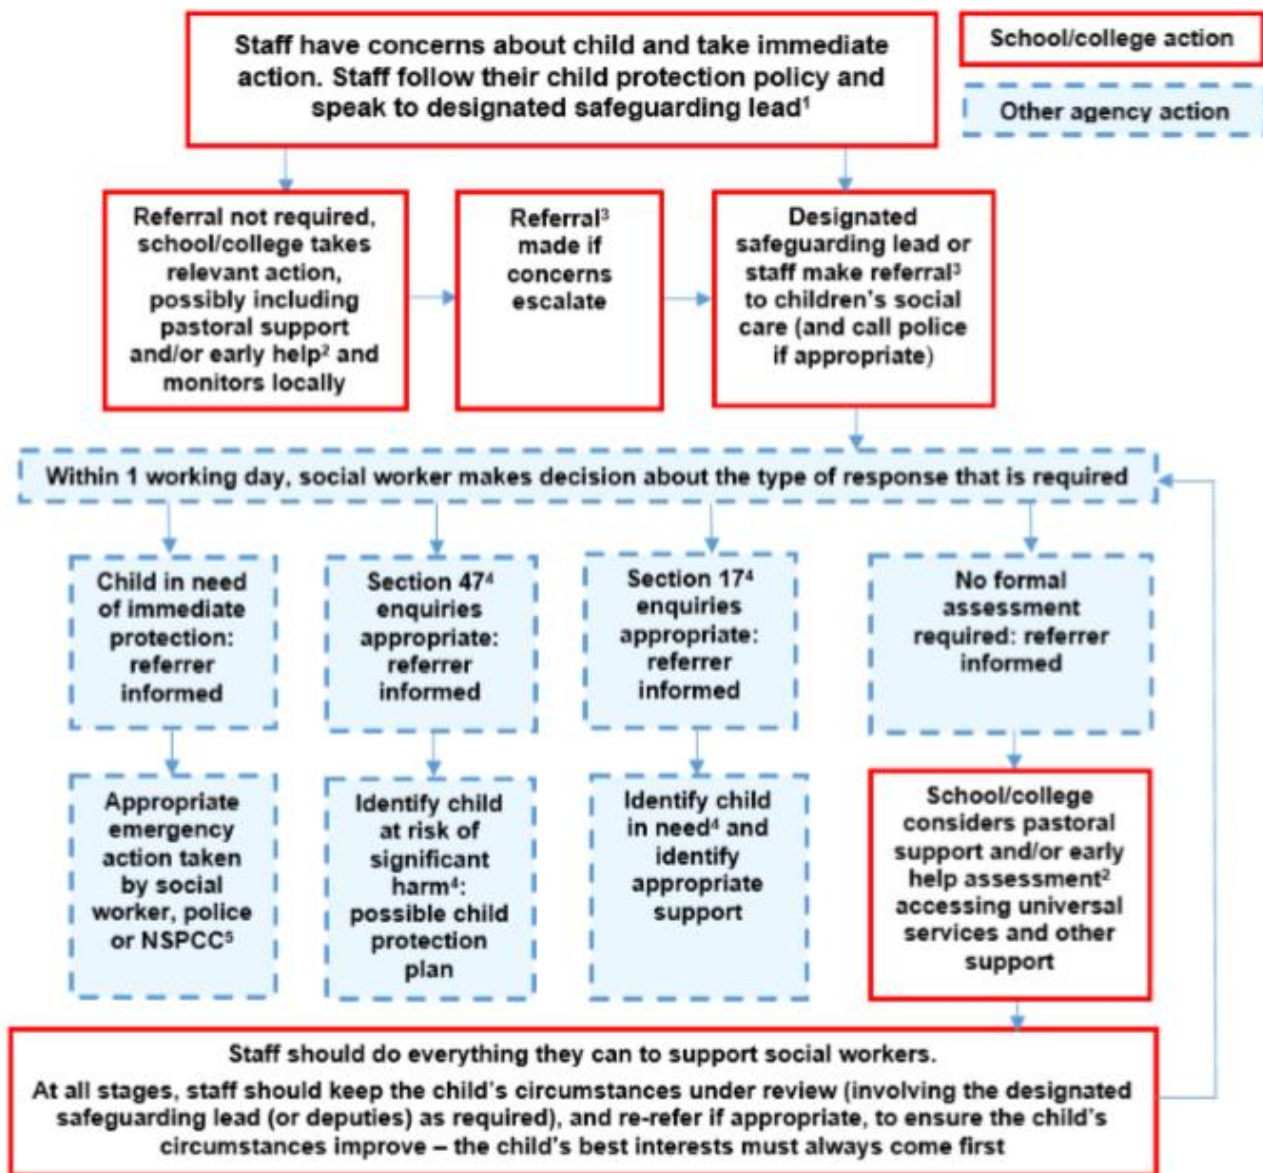 Staff have concerns about child and take immediate
action. Staff follow their child protection policy and
speak to designated safeguarding lead¹
School/college action
Other agency action
Referral not required,
school/college takes
relevant action,
possibly including
pastoral support
and/or early help² and
monitors locally
Referral³
made if
concerns
escalate
Designated
safeguarding lead or
staff make referral³
to children's social
care (and call police
if appropriate)
Within 1 working day, social worker makes decision about the type of response that is required
Child in need
of immediate
protection:
referrer
informed
Section 47⁴
enquiries
appropriate:
referrer
informed
Section 17⁴
enquiries
appropriate:
referrer
informed
No formal
assessment
required: referrer
informed
Appropriate
emergency
action taken
by social
worker, police
or NSPCC⁵
Identify child
at risk of
significant
harm⁴:
possible child
protection
plan
Identify child
in need⁴ and
identify
appropriate
support
School/college
considers pastoral
support and/or early
help assessment²
accessing universal
services and other
support
Staff should do everything they can to support social workers.
At all stages, staff should keep the child's circumstances under review (involving the designated
safeguarding lead (or deputies) as required), and re-refer if appropriate, to ensure the child's
circumstances improve – the child's best interests must always come first